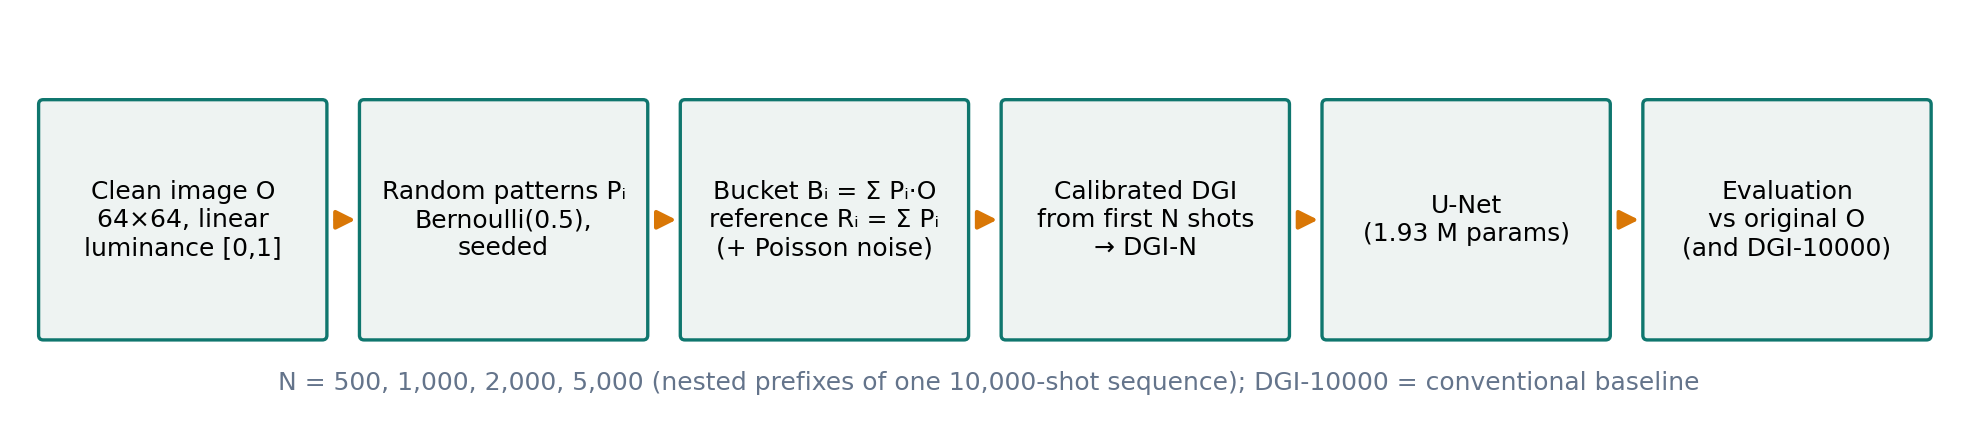 Clean image O
64×64, linear
luminance [0,1]
Random patterns Pᵢ
Bernoulli(0.5),
seeded
Bucket Bᵢ = Σ Pᵢ·O
reference Rᵢ = Σ Pᵢ
(+ Poisson noise)
Calibrated DGI
from first N shots
→ DGI-N
U-Net
(1.93 M params)
Evaluation
vs original O
(and DGI-10000)
N = 500, 1,000, 2,000, 5,000 (nested prefixes of one 10,000-shot sequence); DGI-10000 = conventional baseline